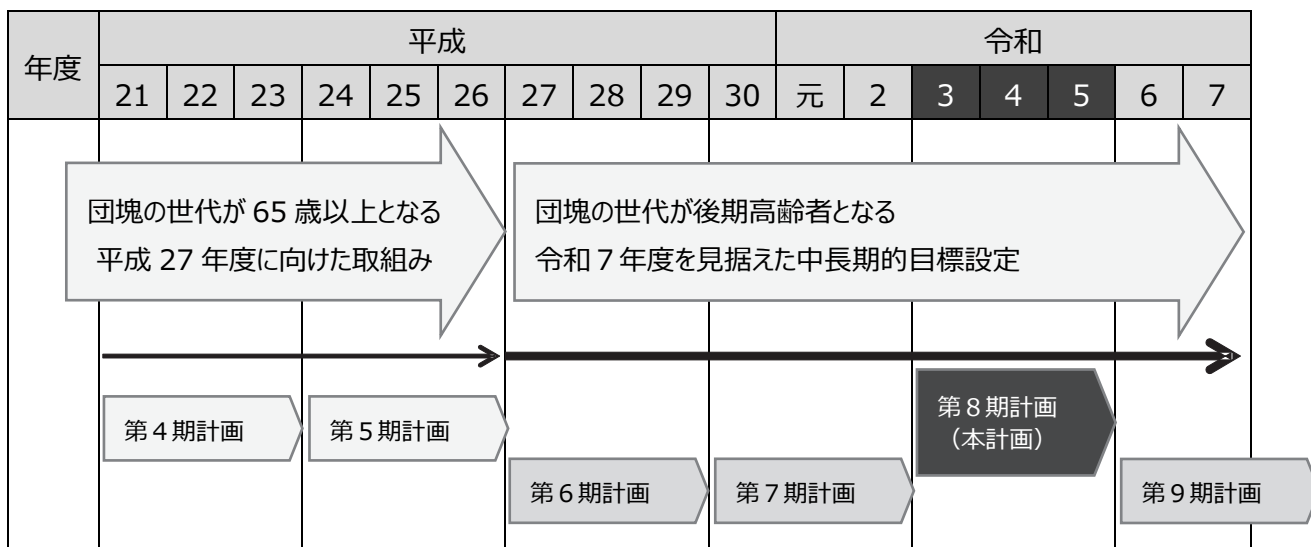 年度
平成
令和
21 22 23 24 25 26 27 28 29 30 元 2 3 4 5 6 7
団塊の世代が 65 歳以上となる
平成 27 年度に向けた取組み
団塊の世代が後期高齢者となる
令和７年度を見据えた中長期的目標設定
第４期計画
第５期計画
第６期計画
第７期計画
第８期計画
（本計画）
第９期計画